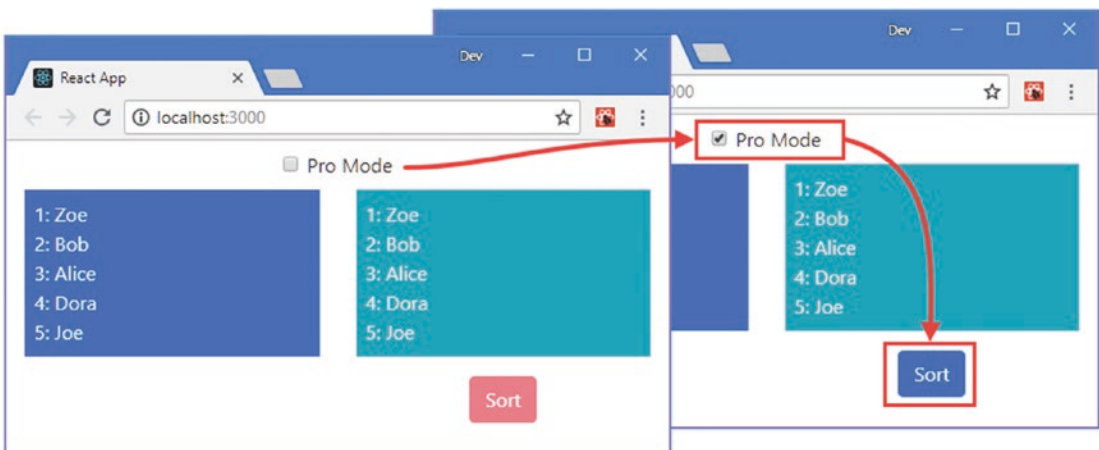 Dev
React App
localhost:3000
Pro Mode
1: Zoe
2: Bob
3: Alice
4: Dora
5: Joe
1: Zoe
2: Bob
3: Alice
4: Dora
5: Joe
Sort
Dev
000
Pro Mode
1: Zoe
2: Bob
3: Alice
4: Dora
5: Joe
Sort